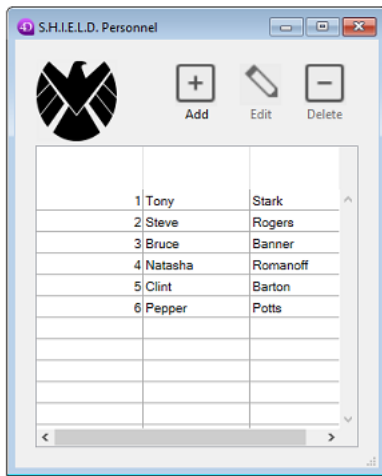 4D S.H.I.E.L.D. Personnel
Add Edit Delete
1 Tony Stark
2 Steve Rogers
3 Bruce Banner
4 Natasha Romanoff
5 Clint Barton
6 Pepper Potts